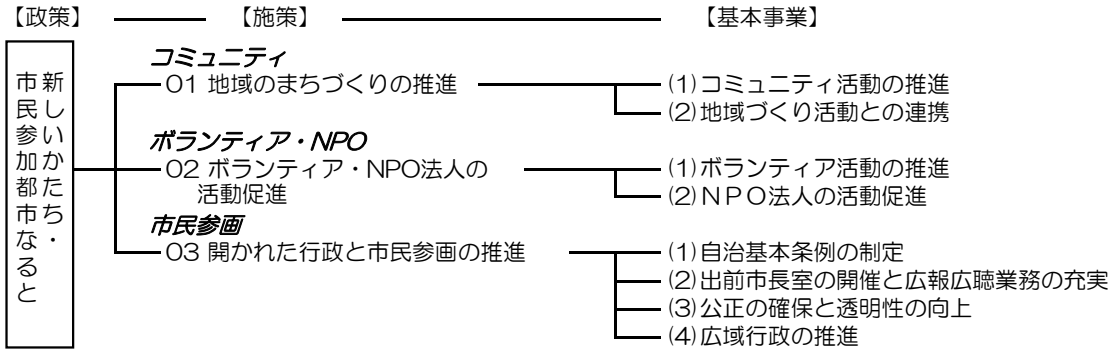 【政策】 【施策】 【基本事業】
新しいかたち・
市民参加都市なると
コミュニティ
01 地域のまちづくりの推進
(1)コミュニティ活動の推進
(2)地域づくり活動との連携
ボランティア・NPO
02 ボランティア・NPO法人の
活動促進
(1)ボランティア活動の推進
(2)NPO法人の活動促進
市民参画
03 開かれた行政と市民参画の推進
(1)自治基本条例の制定
(2)出前市長室の開催と広報広聴業務の充実
(3)公正の確保と透明性の向上
(4)広域行政の推進